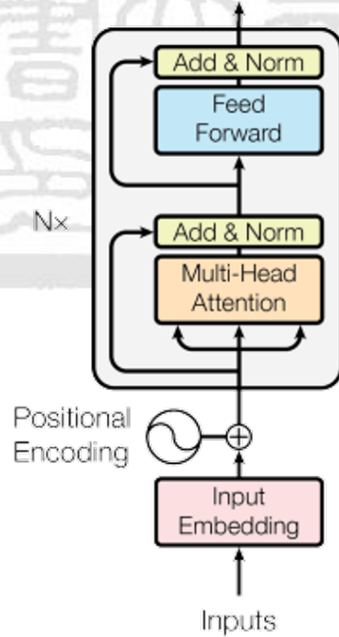 Add & Norm
Feed
Forward
Nx
Add & Norm
Multi-Head
Attention
Positional
Encoding
Input
Embedding
Inputs